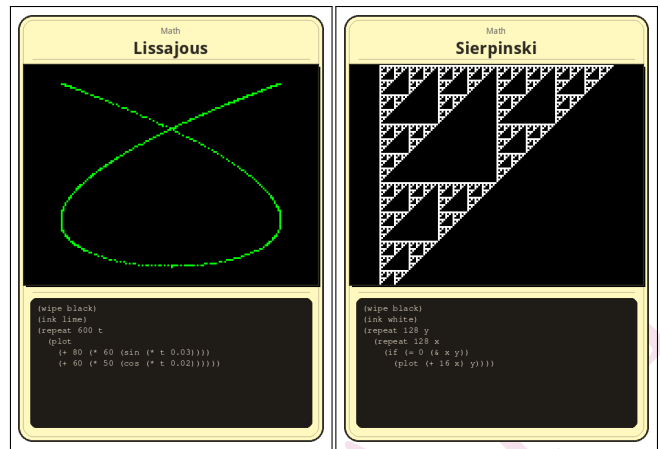 Math
Lissajous
(wipe black)
(ink lime)
(repeat 600 t
  (plot
    (+ 80 (* 60 (sin (* t 0.03))))
    (+ 60 (* 50 (cos (* t 0.02))))))
Math
Sierpinski
(wipe black)
(ink white)
(repeat 128 y
  (repeat 128 x
    (if (= 0 (& x y))
      (plot (+ 16 x) y))))